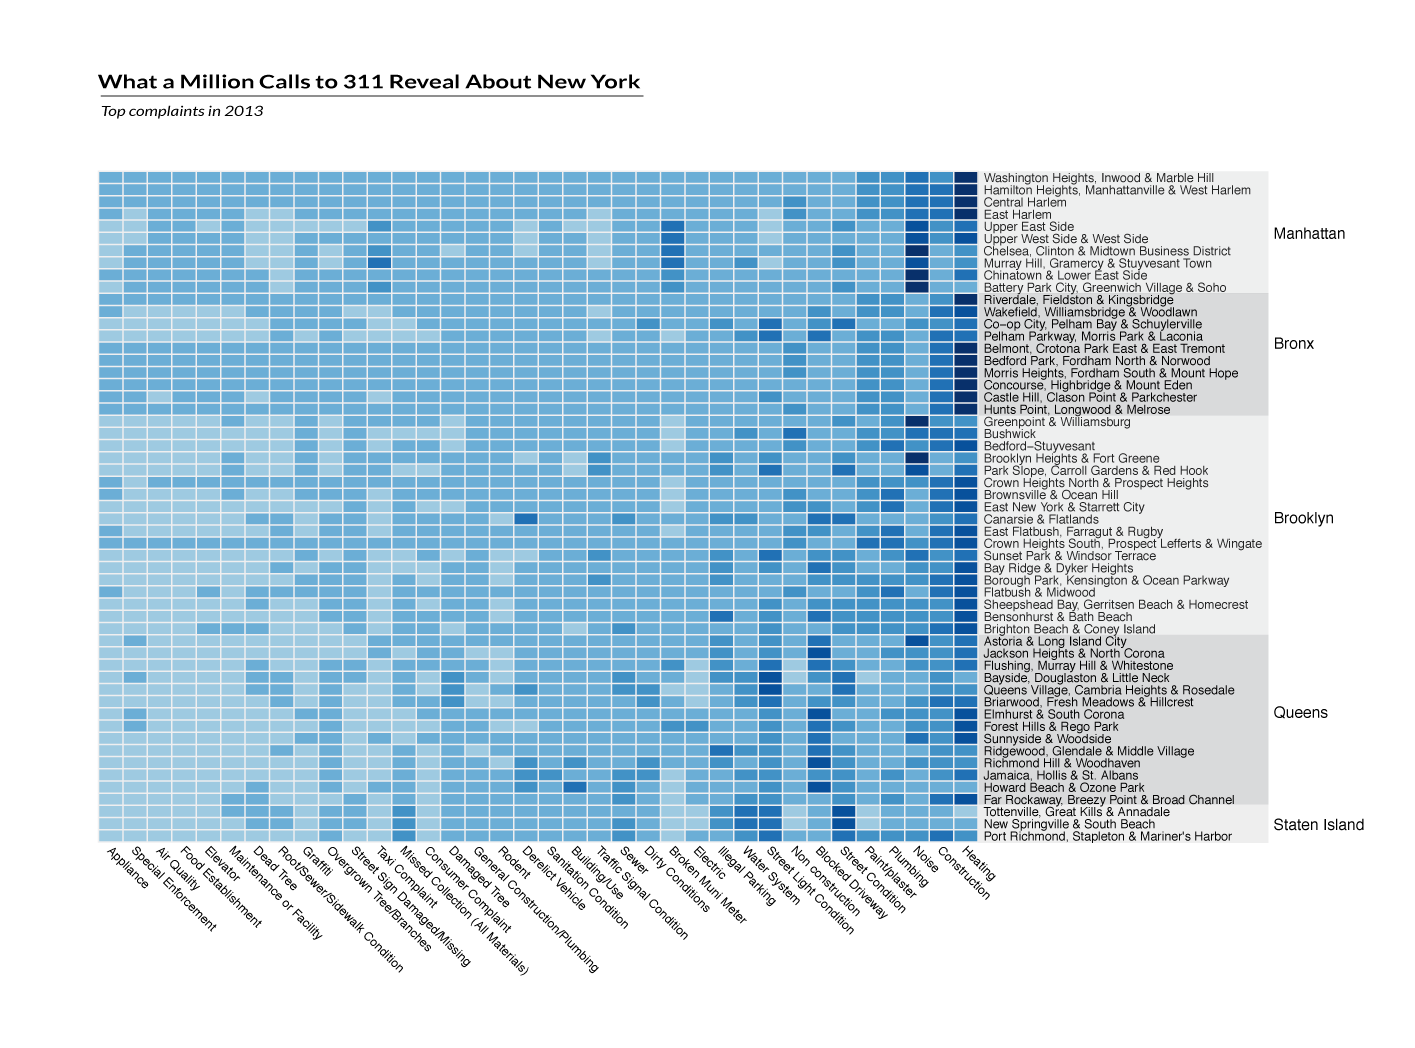 What a Million Calls to 311 Reveal About New York
Top complaints in 2013
Washington Heights, Inwood & Marble Hill
Hamilton Heights, Manhattanville & West Harlem
Central Harlem
East Harlem
Upper East Side
Upper West Side & West Side
Chelsea, Clinton & Midtown Business District
Murray Hill, Gramercy & Stuyvesant Town
Chinatown & Lower East Side
Battery Park City, Greenwich Village & Soho
Manhattan
Riverdale, Fieldston & Kingsbridge
Wakefield, Williamsbridge & Woodlawn
Co–op City, Pelham Bay & Schuylerville
Pelham Parkway, Morris Park & Laconia
Belmont, Crotona Park East & East Tremont
Bedford Park, Fordham North & Norwood
Morris Heights, Fordham South & Mount Hope
Concourse, Highbridge & Mount Eden
Castle Hill, Clason Point & Parkchester
Hunts Point, Longwood & Melrose
Bronx
Greenpoint & Williamsburg
Bushwick
Bedford–Stuyvesant
Brooklyn Heights & Fort Greene
Park Slope, Carroll Gardens & Red Hook
Crown Heights North & Prospect Heights
Brownsville & Ocean Hill
East New York & Starrett City
Canarsie & Flatlands
East Flatbush, Farragut & Rugby
Crown Heights South, Prospect Lefferts & Wingate
Sunset Park & Windsor Terrace
Bay Ridge & Dyker Heights
Borough Park, Kensington & Ocean Parkway
Flatbush & Midwood
Sheepshead Bay, Gerritsen Beach & Homecrest
Bensonhurst & Bath Beach
Brighton Beach & Coney Island
Brooklyn
Astoria & Long Island City
Jackson Heights & North Corona
Flushing, Murray Hill & Whitestone
Bayside, Douglaston & Little Neck
Queens Village, Cambria Heights & Rosedale
Briarwood, Fresh Meadows & Hillcrest
Elmhurst & South Corona
Forest Hills & Rego Park
Sunnyside & Woodside
Ridgewood, Glendale & Middle Village
Richmond Hill & Woodhaven
Jamaica, Hollis & St. Albans
Howard Beach & Ozone Park
Far Rockaway, Breezy Point & Broad Channel
Queens
Tottenville, Great Kills & Annadale
New Springville & South Beach
Port Richmond, Stapleton & Mariner's Harbor
Staten Island
Appliance
Special Enforcement
Air Quality
Food Establishment
Elevator
Maintenance or Facility
Dead Tree
Root/Sewer/Sidewalk Condition
Graffiti
Overgrown Tree/Branches
Street Sign Damaged/Missing
Taxi Complaint
Missed Collection (All Materials)
Consumer Complaint
Damaged Tree
General Construction/Plumbing
Rodent
Derelict Vehicle
Sanitation Condition
Building/Use
Traffic Signal Condition
Sewer
Dirty Conditions
Broken Muni Meter
Electric
Illegal Parking
Water System
Street Light Condition
Non construction
Blocked Driveway
Street Condition
Paint/plaster
Plumbing
Noise
Construction
Heating